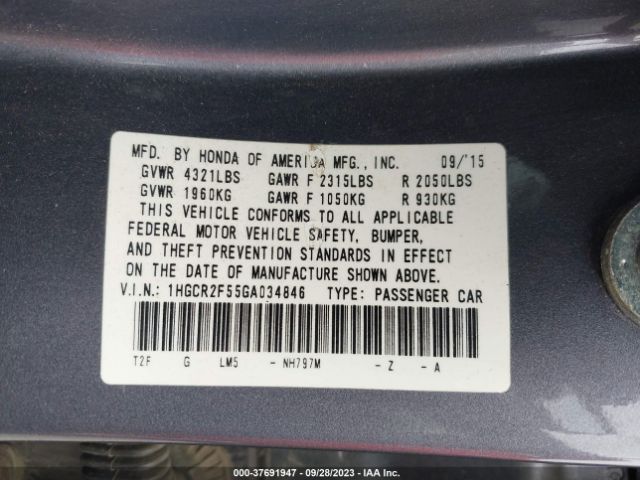 MFD. BY HONDA OF AMERICA MFG., INC. 09/'15
GVWR 4321LBS GAWR F 2315LBS R 2050LBS
GVWR 1960KG GAWR F 1050KG R 930KG
THIS VEHICLE CONFORMS TO ALL APPLICABLE
FEDERAL MOTOR VEHICLE SAFETY, BUMPER,
AND THEFT PREVENTION STANDARDS IN EFFECT
ON THE DATE OF MANUFACTURE SHOWN ABOVE.
V.I.N.: 1HGCR2F55GA034846 TYPE: PASSENGER CAR
T2F G LM5 - NH797M - Z - A
000-37691947 - 09/28/2023 - IAA Inc.